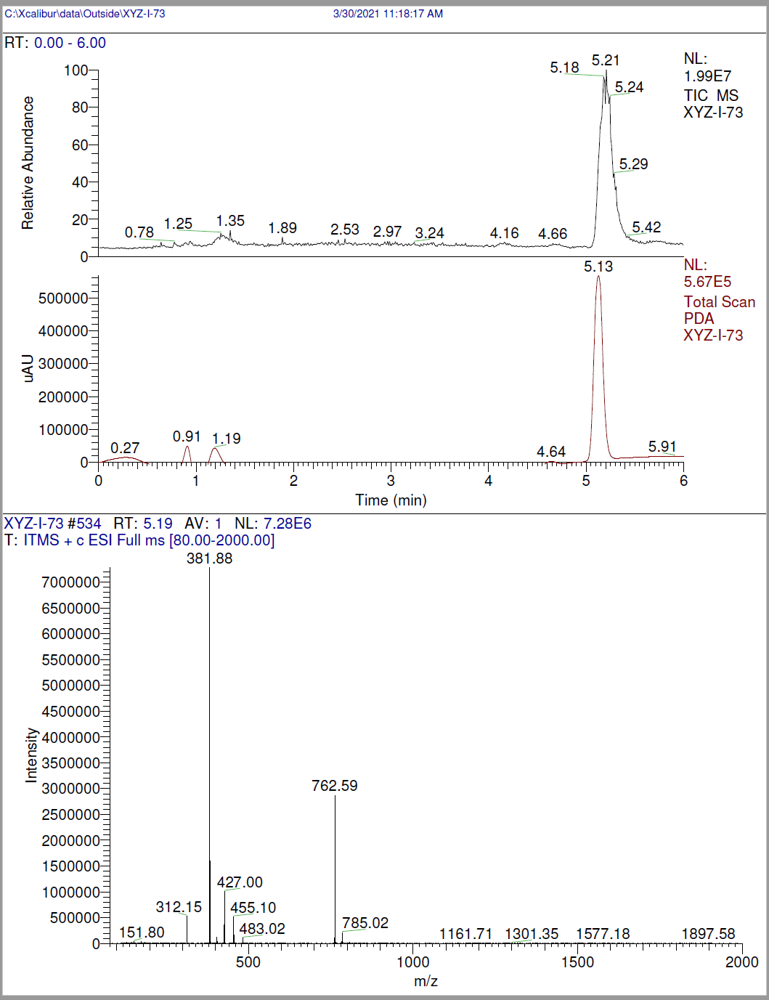 C:\Xcalibur\data\Outside\XYZ-I-73 3/30/2021 11:18:17 AM
RT: 0.00 - 6.00
NL:
1.99E7
TIC MS
XYZ-I-73
Relative Abundance
100
80
60
40
20
0
0.78
1.25
1.35
1.89
2.53
2.97
3.24
4.16
4.66
5.18
5.21
5.24
5.29
5.42
NL:
5.67E5
Total Scan
PDA
XYZ-I-73
uAU
500000
400000
300000
200000
100000
0
0.27
0.91
1.19
4.64
5.13
5.91
0 1 2 3 4 5 6
Time (min)
XYZ-I-73 #534 RT: 5.19 AV: 1 NL: 7.28E6
T: ITMS + c ESI Full ms [80.00-2000.00]
Intensity
7000000
6500000
6000000
5500000
5000000
4500000
4000000
3500000
3000000
2500000
2000000
1500000
1000000
500000
0
381.88
762.59
427.00
312.15
455.10
151.80
483.02
785.02
1161.71
1301.35
1577.18
1897.58
500 1000 1500 2000
m/z